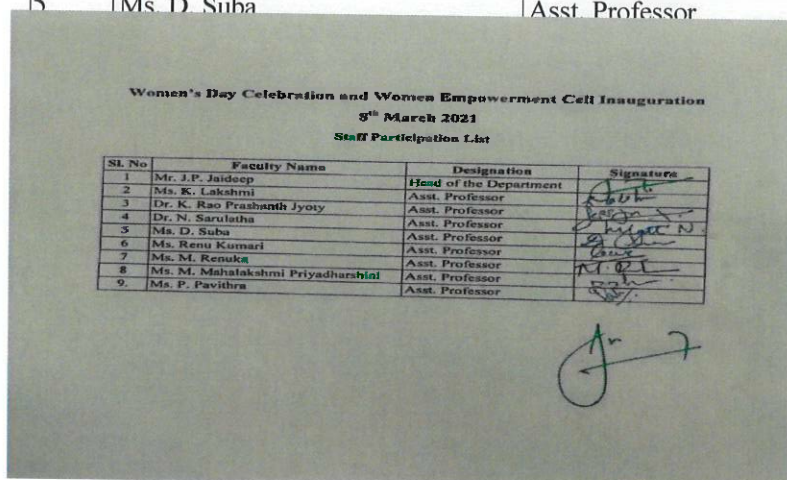 5 Ms. D. Suba Asst. Professor
Women's Day Celebration and Women Empowerment Cell Inauguration
8th March 2021
Staff Participation List
Sl. No Faculty Name Designation Signature
1 Mr. J.P. Jaideep Head of the Department
2 Ms. K. Lakshmi Asst. Professor
3 Dr. K. Rao Prashanth Jyoty Asst. Professor
4 Dr. N. Sarulatha Asst. Professor
5 Ms. D. Suba Asst. Professor
6 Ms. Renu Kumari Asst. Professor
7 Ms. M. Renuka Asst. Professor
8 Ms. M. Mahalakshmi Priyadharshini Asst. Professor
9. Ms. P. Pavithra Asst. Professor